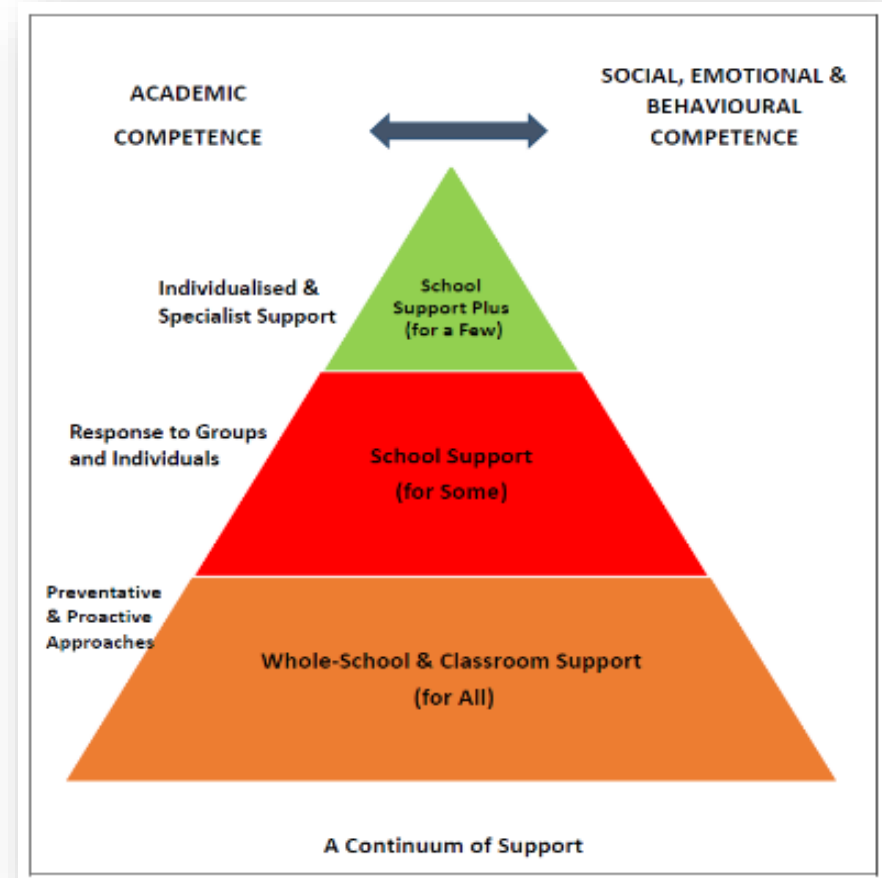 ACADEMIC
COMPETENCE
SOCIAL, EMOTIONAL &
BEHAVIOURAL
COMPETENCE
Individualised &
Specialist Support
School
Support Plus
(for a Few)
Response to Groups
and Individuals
School Support
(for Some)
Preventative
& Proactive
Approaches
Whole-School & Classroom Support
(for All)
A Continuum of Support